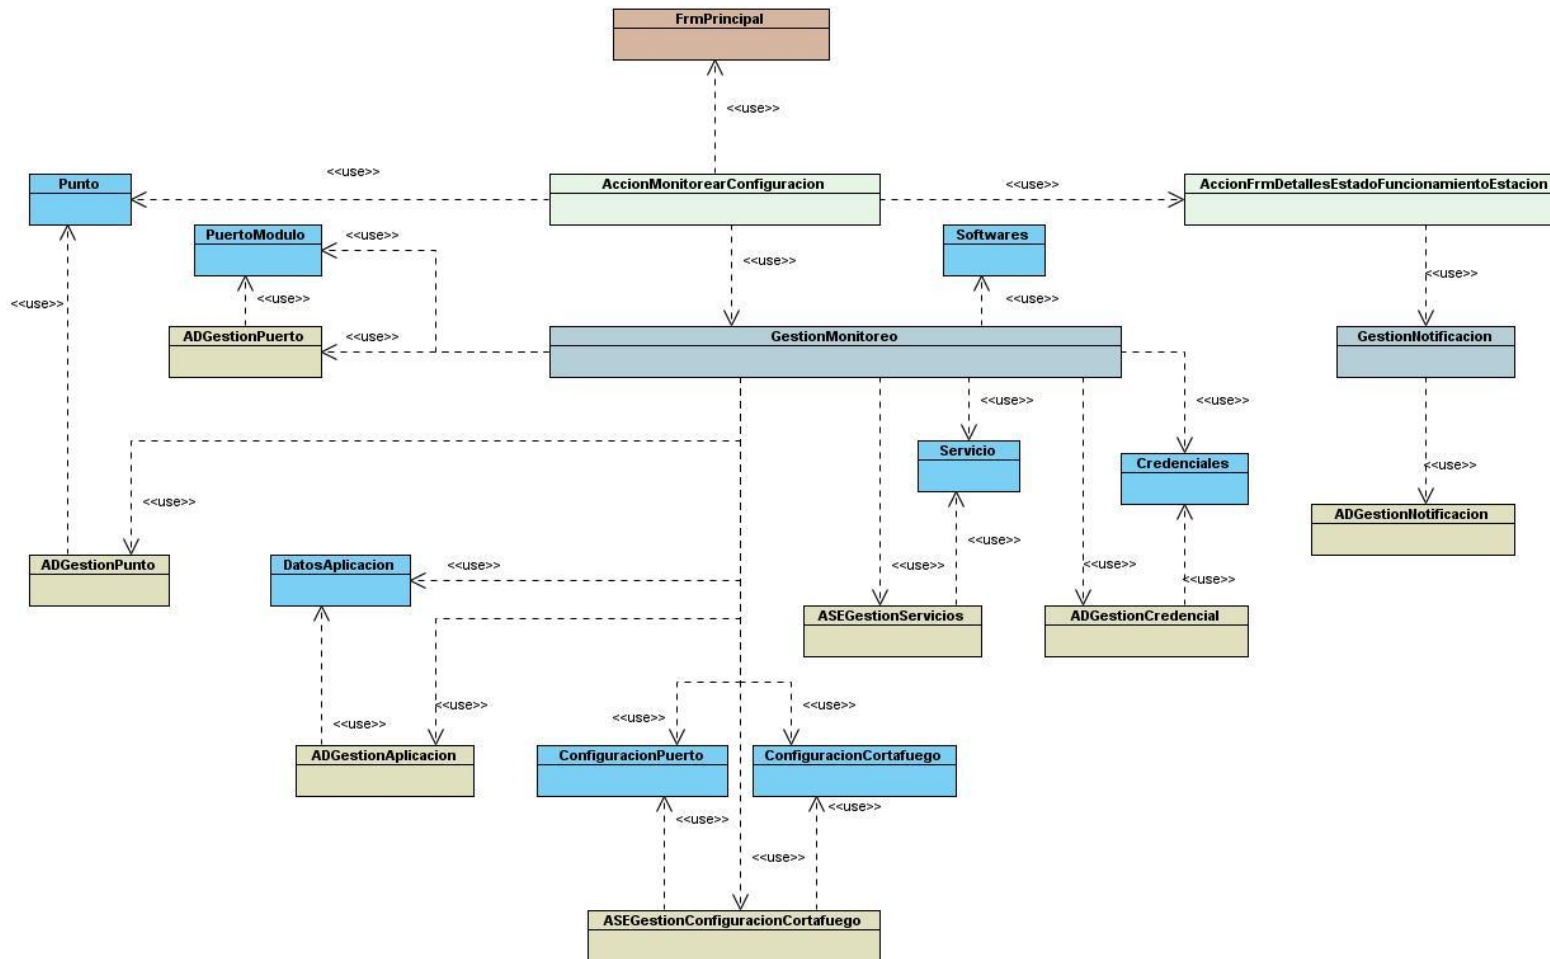 FrmPrincipal
<<use>>
<<use>>
<<use>>
Punto
AccionMonitorearConfiguracion
AccionFrmDetallesEstadoFuncionamientoEstacion
PuertoModulo
<<use>>
Softwares
<<use>>
<<use>>
<<use>>
<<use>>
<<use>>
ADGestionPuerto
<<use>>
GestionMonitoreo
GestionNotificacion
<<use>>
<<use>>
Servicio
Credenciales
<<use>>
<<use>>
ADGestionNotificacion
<<use>>
ADGestionPunto
DatosAplicacion
<<use>>
<<use>>
<<use>>
ASEGestionServicios
ADGestionCredencial
<<use>>
<<use>>
<<use>>
<<use>>
ADGestionAplicacion
ConfiguracionPuerto
ConfiguracionCortafuego
<<use>>
<<use>>
<<use>>
<<use>>
ASEGestionConfiguracionCortafuego